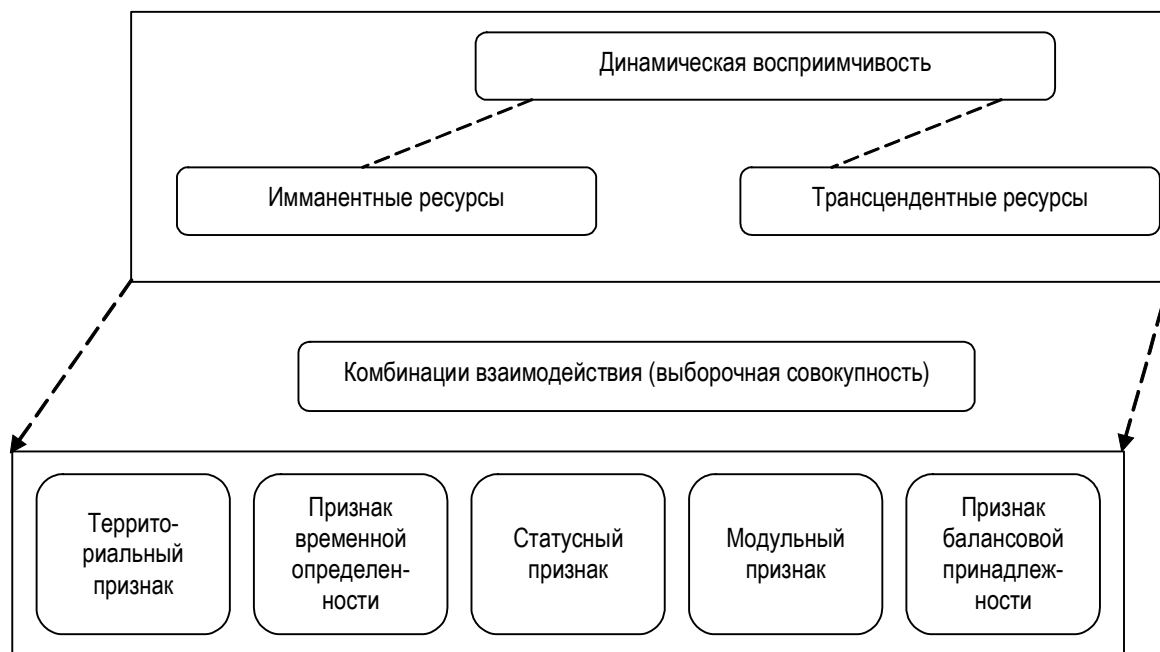 Динамическая восприимчивость
Имманентные ресурсы
Трансцендентные ресурсы
Комбинации взаимодействия (выборочная совокупность)
Террито-
риальный
признак
Признак
временной
определен-
ности
Статусный
признак
Модульный
признак
Признак
балансовой
принадлеж-
ности